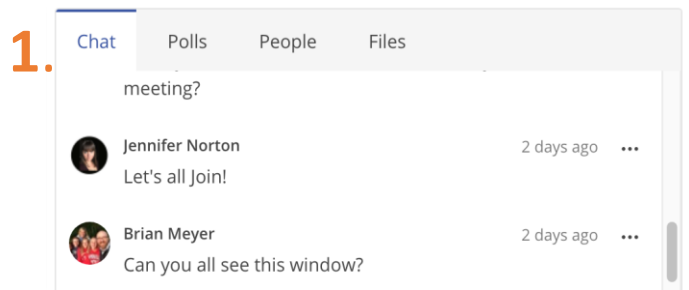 1.
Chat Polls People Files
meeting?
Jennifer Norton 2 days ago ...
Let's all Join!
Brian Meyer 2 days ago ...
Can you all see this window?